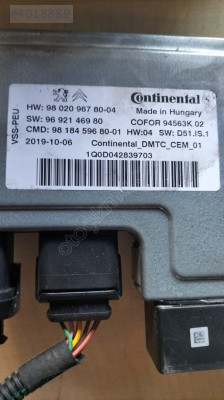 #4018859
Continental
Made in Hungary
HW: 98 020 967 80-04
COFOR 94563K 02
SW: 96 921 469 80
CMD: 98 184 596 80-01 HW:04 SW: D51.IS.1
2019-10-06 Continental_DMTC_CEM_01
1Q0D042839703
VSS-PEU